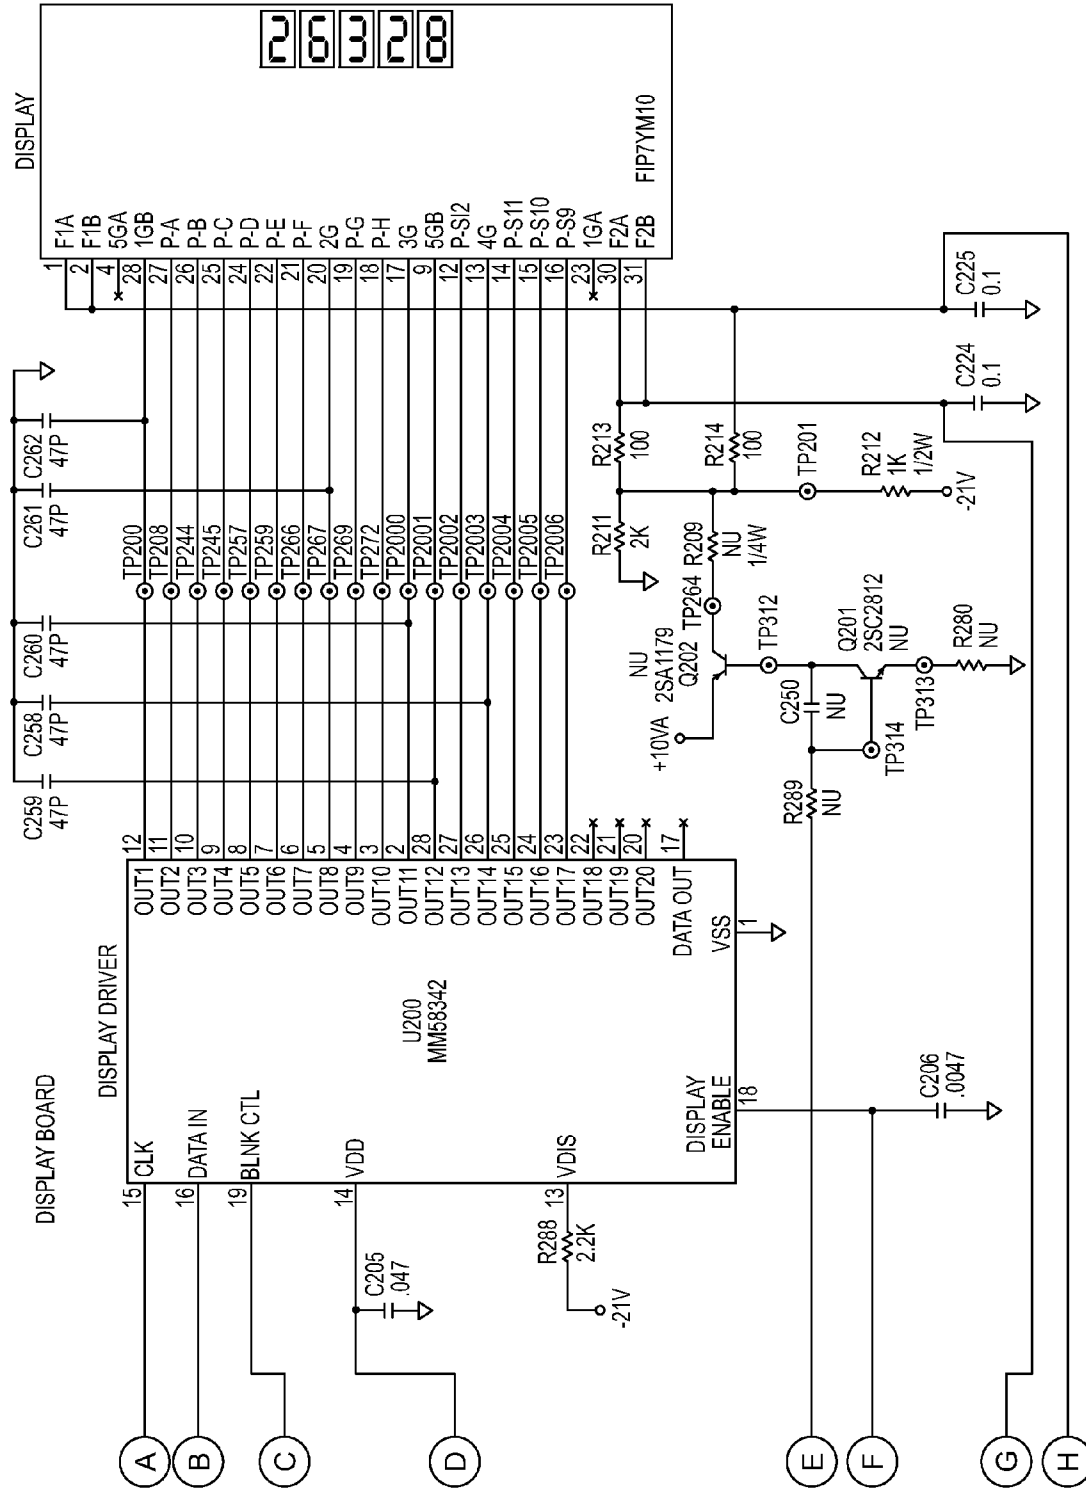 DISPLAY BOARD
DISPLAY DRIVER
DISPLAY
26328
FIP7YM10
U200
MM58342
15
CLK
16
DATA IN
19
BLNK CTL
14
VDD
13
VDIS
DISPLAY
ENABLE
18
VSS
1
DATA OUT
17
OUT1
12
OUT2
11
OUT3
10
OUT4
9
OUT5
8
OUT6
7
OUT7
6
OUT8
5
OUT9
4
OUT10
3
OUT11
2
OUT12
28
OUT13
27
OUT14
26
OUT15
25
OUT16
24
OUT17
23
OUT18
22
OUT19
21
OUT20
20
C259
47P
C258
47P
C260
47P
C261
47P
C262
47P
TP200
TP208
TP244
TP245
TP257
TP259
TP266
TP267
TP269
TP272
TP2000
TP2001
TP2002
TP2003
TP2004
TP2005
TP2006
1
F1A
2
F1B
4
5GA
28
1GB
27
P-A
26
P-B
25
P-C
24
P-D
22
P-E
21
P-F
20
2G
19
P-G
18
P-H
17
3G
9
5GB
12
P-SI2
13
4G
14
P-S11
15
P-S10
16
P-S9
23
1GA
30
F2A
31
F2B
C205
.047
R288
2.2K
-21V
R211
2K
R213
100
R214
100
R209
NU
1/4W
TP264
NU
2SA1179
Q202
+10VA
TP312
TP201
R212
1K
1/2W
-21V
C250
NU
R289
NU
TP314
Q201
2SC2812
NU
TP313
R280
NU
C206
.0047
C224
0.1
C225
0.1
A
B
C
D
E
F
G
H